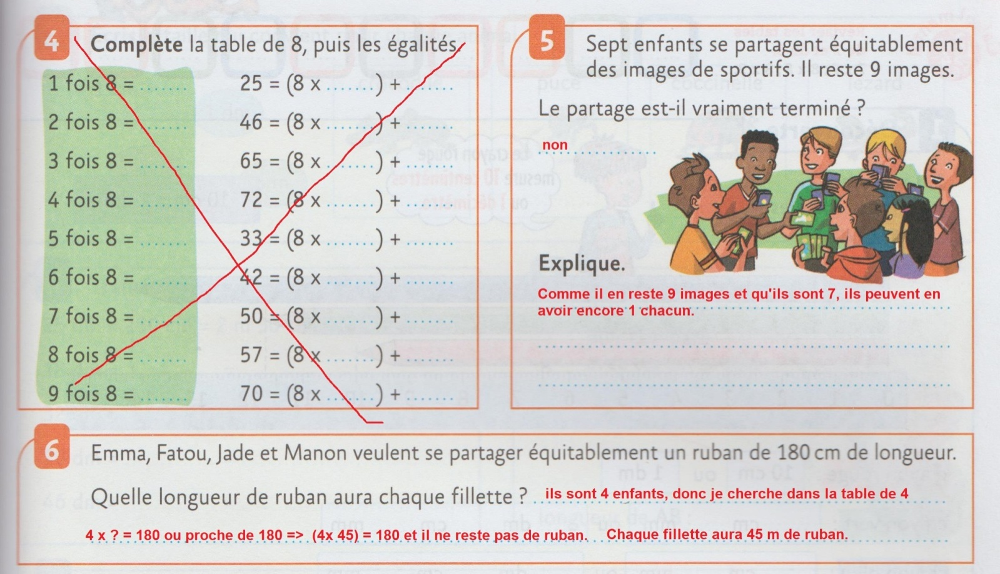 4
Complète la table de 8, puis les égalités.
1 fois 8 = ....... 25 = (8 x .......) + .......
2 fois 8 = ....... 46 = (8 x .......) + .......
3 fois 8 = ....... 65 = (8 x .......) + .......
4 fois 8 = ....... 72 = (8 x .......) + .......
5 fois 8 = ....... 33 = (8 x .......) + .......
6 fois 8 = ....... 42 = (8 x .......) + .......
7 fois 8 = ....... 50 = (8 x .......) + .......
8 fois 8 = ....... 57 = (8 x .......) + .......
9 fois 8 = ....... 70 = (8 x .......) + .......
5
Sept enfants se partagent équitablement
des images de sportifs. Il reste 9 images.
Le partage est-il vraiment terminé ?
non
Explique.
Comme il en reste 9 images et qu'ils sont 7, ils peuvent en
avoir encore 1 chacun.
6
Emma, Fatou, Jade et Manon veulent se partager équitablement un ruban de 180 cm de longueur.
Quelle longueur de ruban aura chaque fillette ? ils sont 4 enfants, donc je cherche dans la table de 4
4 x ? = 180 ou proche de 180 => (4x 45) = 180 et il ne reste pas de ruban. Chaque fillette aura 45 m de ruban.